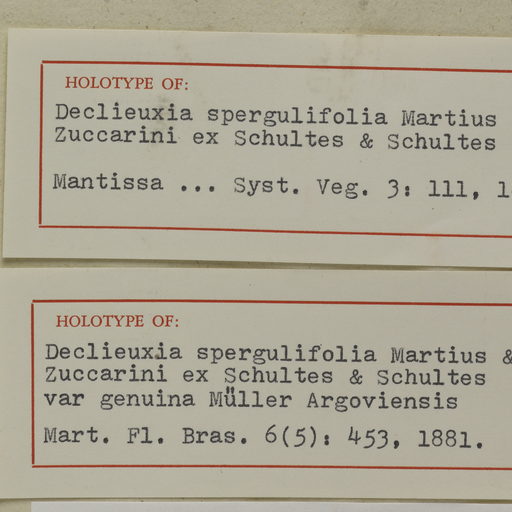 HOLOTYPE OF:
Declieuxia spergulifolia Martius
Zuccarini ex Schultes & Schultes
Mantissa ... Syst. Veg. 3: 111,
HOLOTYPE OF:
Declieuxia spergulifolia Martius &
Zuccarini ex Schultes & Schultes
var genuina Müller Argoviensis
Mart. Fl. Bras. 6(5): 453, 1881.